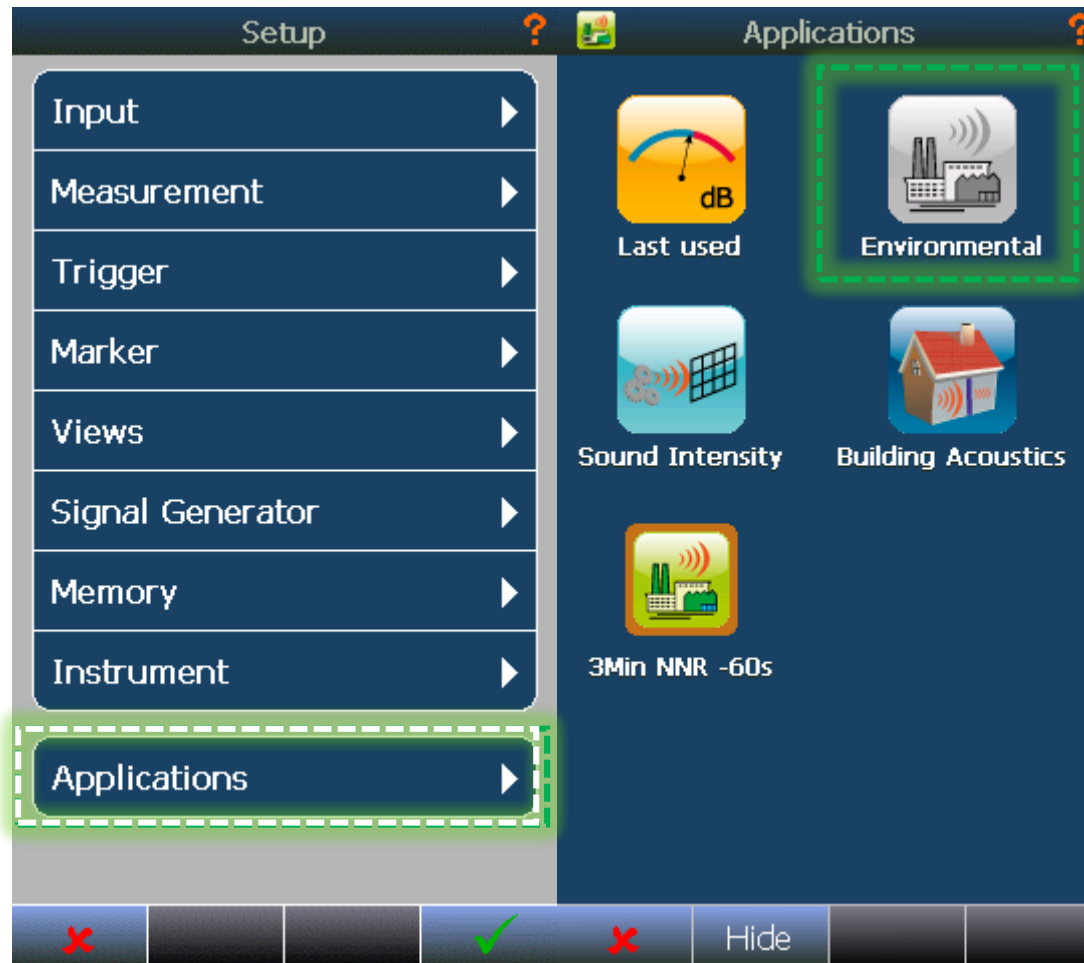 Setup ?
Input
Measurement
Trigger
Marker
Views
Signal Generator
Memory
Instrument
Applications
Applications ?
dB
Last used
Environmental
Sound Intensity
Building Acoustics
3Min NNR -60s
Hide